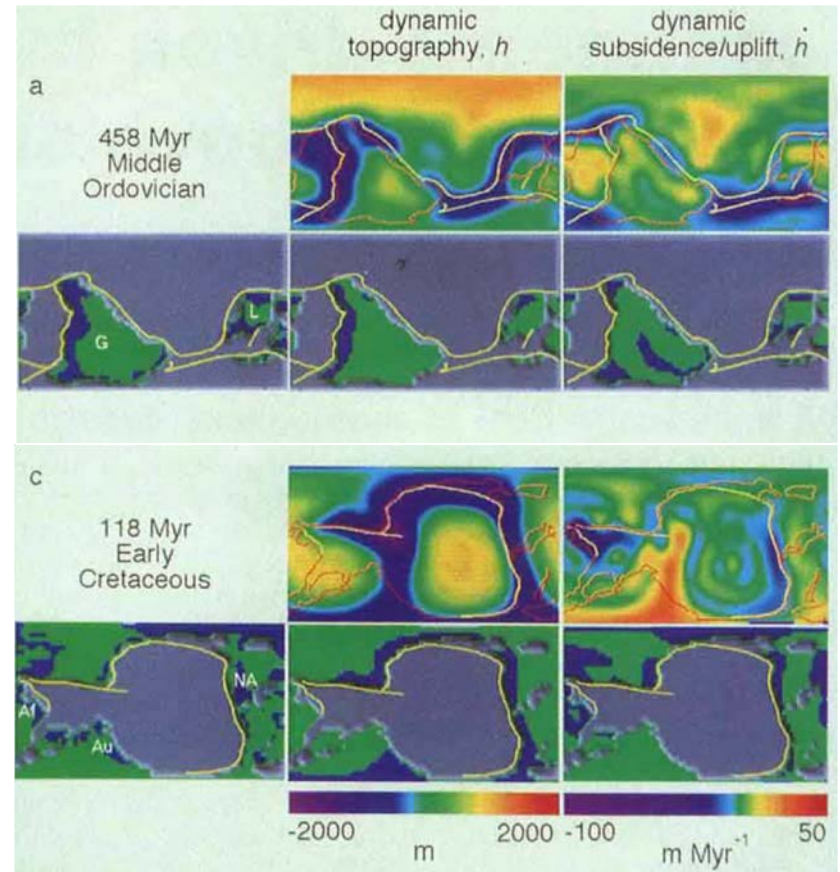 dynamic
topography, h
dynamic
subsidence/uplift, h
a
458 Myr
Middle
Ordovician
G
L
c
118 Myr
Early
Cretaceous
Af
Au
NA
-2000
2000
m
-100
50
m Myr-1